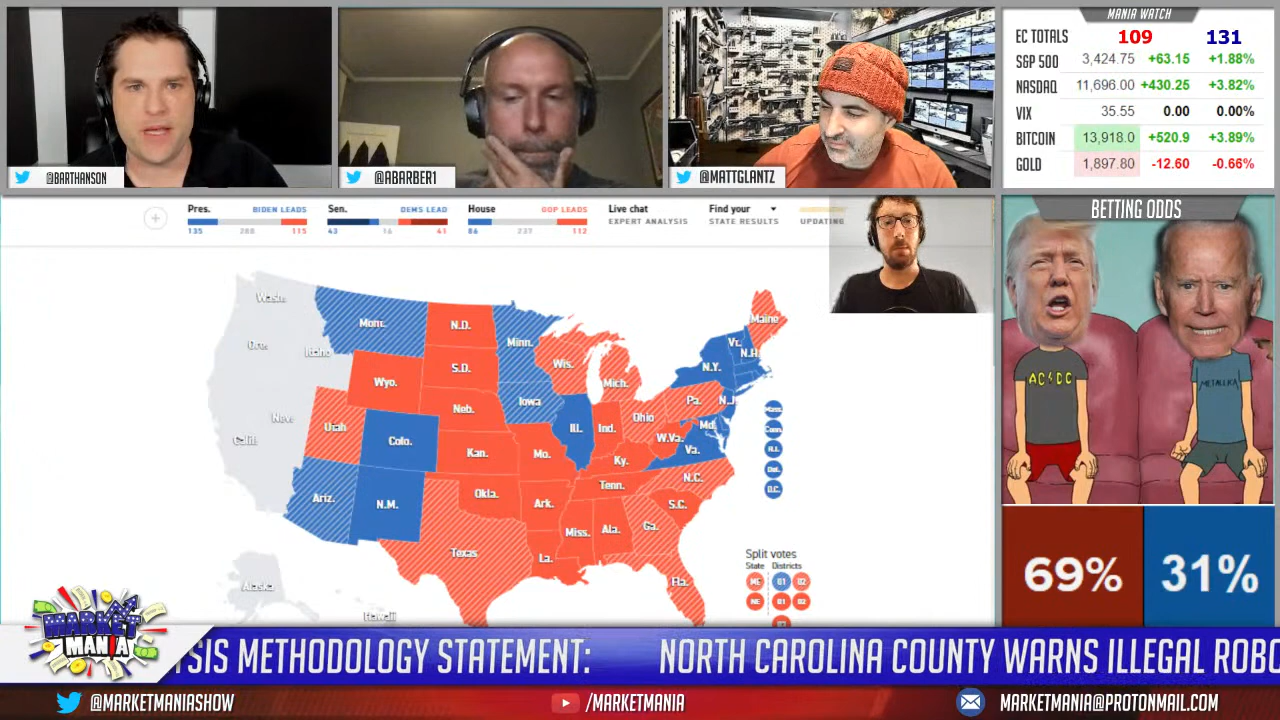 @BARTHANSON
@ABARBER1
@MATTGLANTZ
MANIA WATCH
EC TOTALS 109 131
S&P 500 3,424.75 +63.15 +1.88%
NASDAQ 11,696.00 +430.25 +3.82%
VIX 35.55 0.00 0.00%
BITCOIN 13,918.0 +520.9 +3.89%
GOLD 1,897.80 -12.60 -0.66%
Pres. BIDEN LEADS
135 288 115
Sen. DEMS LEAD
43 16 41
House GOP LEADS
86 237 112
Live chat
EXPERT ANALYSIS
Find your
STATE RESULTS
UPDATING
BETTING ODDS
AC DC
METALLICA
69% 31%
Wash.
Ore.
Idaho
Mont.
N.D.
Minn.
Maine
Vt.
N.H.
Wyo.
S.D.
Wis.
Mich.
N.Y.
Nev.
Calif.
Utah
Colo.
Neb.
Iowa
Ill.
Ind.
Ohio
Pa.
N.J.
Md.
W.Va.
Va.
Kan.
Mo.
Ky.
N.C.
Ariz.
N.M.
Okla.
Ark.
Tenn.
S.C.
Texas
La.
Miss.
Ala.
Ga.
Fla.
Alaska
Hawaii
Mass.
Conn.
R.I.
Del.
D.C.
Split votes
State Districts
ME 01 02
NE 01 02
MARKET
MANIA
YSIS METHODOLOGY STATEMENT: NORTH CAROLINA COUNTY WARNS ILLEGAL ROBO
@MARKETMANIASHOW
/MARKETMANIA
MARKETMANIA@PROTONMAIL.COM